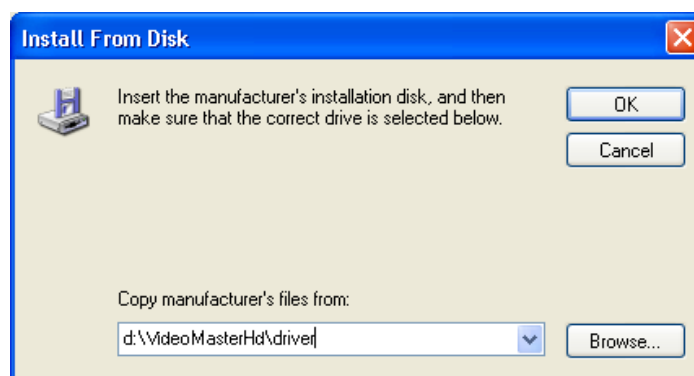 Install From Disk
Insert the manufacturer's installation disk, and then
make sure that the correct drive is selected below.
OK
Cancel
Copy manufacturer's files from:
d:\VideoMasterHd\driver
Browse...